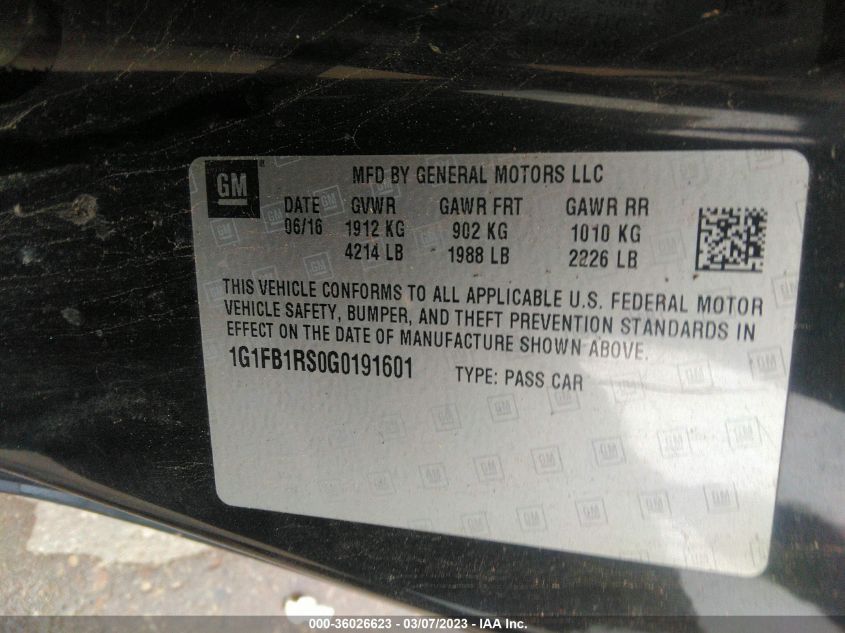 GM
MFD BY GENERAL MOTORS LLC
DATE GVWR GAWR FRT GAWR RR
06/16 1912 KG 902 KG 1010 KG
4214 LB 1988 LB 2226 LB
THIS VEHICLE CONFORMS TO ALL APPLICABLE U.S. FEDERAL MOTOR
VEHICLE SAFETY, BUMPER, AND THEFT PREVENTION STANDARDS IN
EFFECT ON THE DATE OF MANUFACTURE SHOWN ABOVE.
1G1FB1RS0G0191601 TYPE: PASS CAR
000-36026623 - 03/07/2023 - IAA Inc.